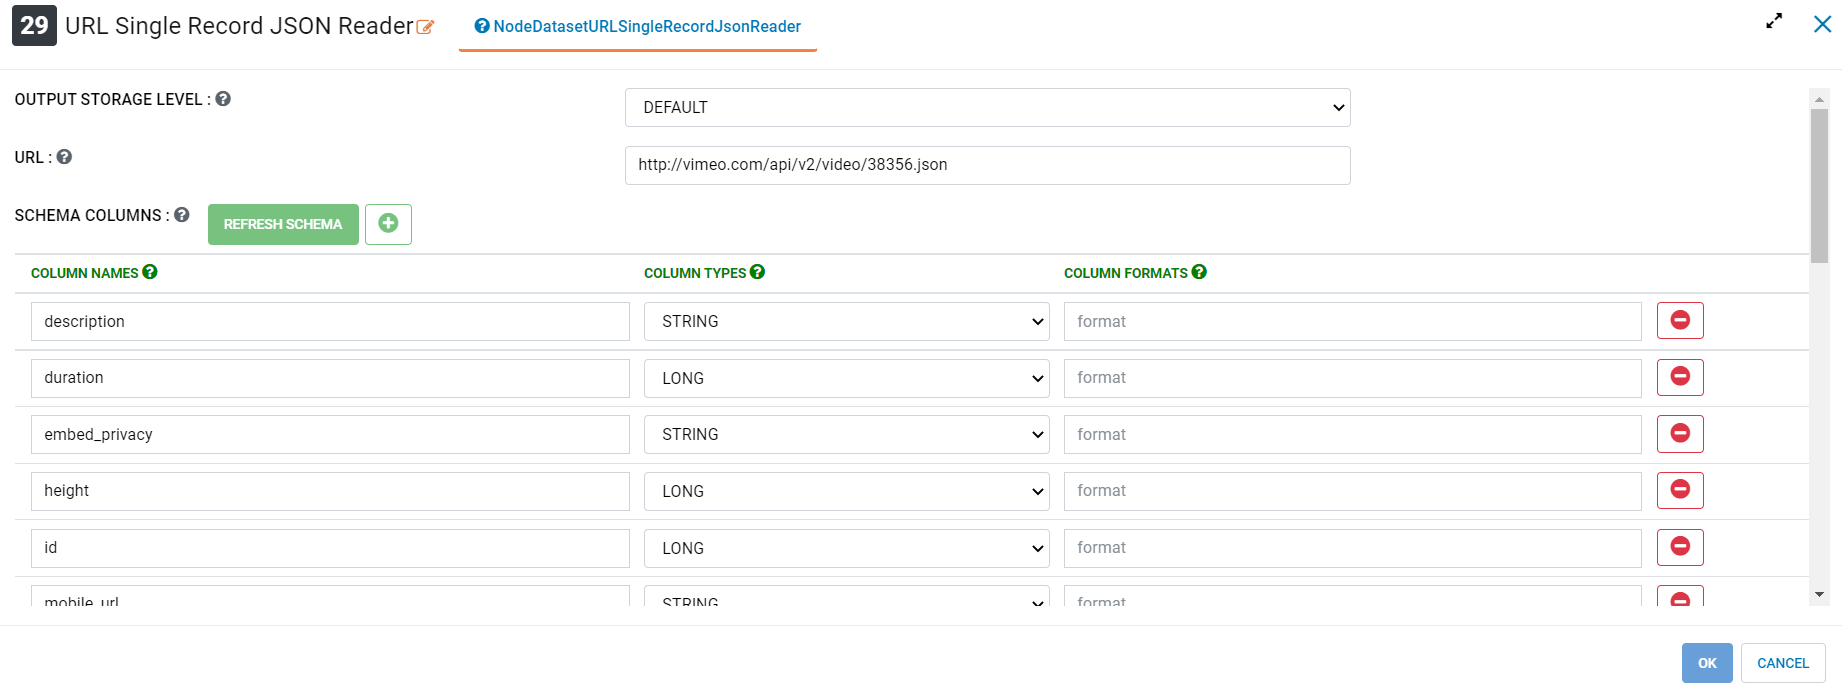 29 URL Single Record JSON Reader NodeDatasetURLSingleRecordJsonReader
OUTPUT STORAGE LEVEL : DEFAULT
URL : http://vimeo.com/api/v2/video/38356.json
SCHEMA COLUMNS : REFRESH SCHEMA
COLUMN NAMES COLUMN TYPES COLUMN FORMATS
description STRING format
duration LONG format
embed_privacy STRING format
height LONG format
id LONG format
mobile_url STRING format
OK CANCEL